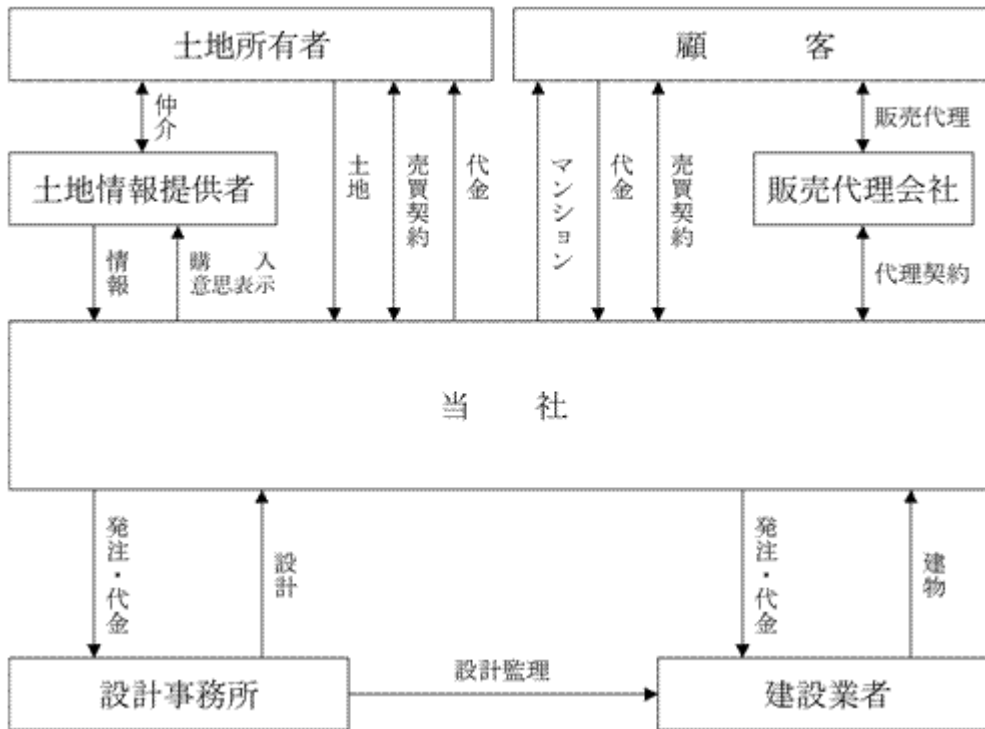 土地所有者
顧客
仲介
販売代理
土地情報提供者
土地
売買契約
代金
マンション
代金
売買契約
販売代理会社
情報
購入
意思表示
代理契約
当社
発注・代金
設計
発注・代金
建物
設計監理
設計事務所
建設業者